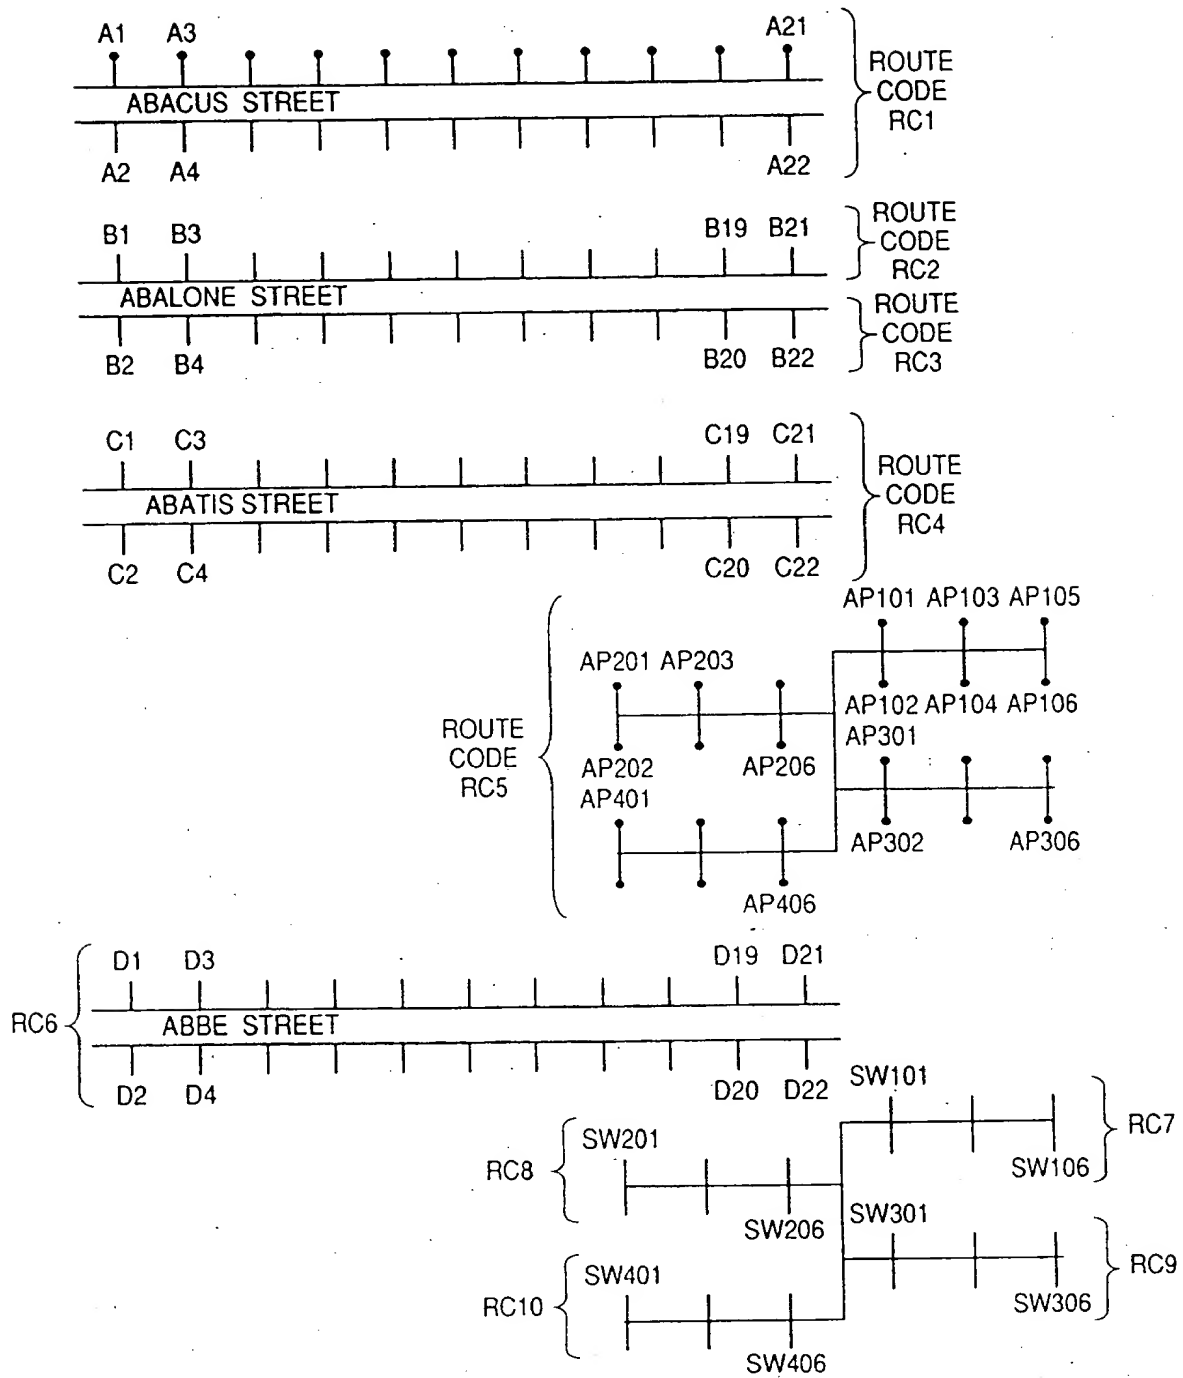 A1 A3 A21
ROUTE
CODE
RC1
ABACUS STREET
A2 A4 A22
B1 B3 B19 B21
ROUTE
CODE
RC2
ABALONE STREET
ROUTE
CODE
RC3
B2 B4 B20 B22
C1 C3 C19 C21
ROUTE
CODE
RC4
ABATIS STREET
C2 C4 C20 C22
AP101 AP103 AP105
AP201 AP203
AP102 AP104 AP106
ROUTE
CODE
RC5
AP301
AP202 AP206
AP401
AP302 AP306
AP406
D1 D3 D19 D21
RC6
ABBE STREET
D2 D4 D20 D22
SW101
RC7
SW201
RC8
SW106
SW206
SW301
RC9
SW401
RC10
SW306
SW406